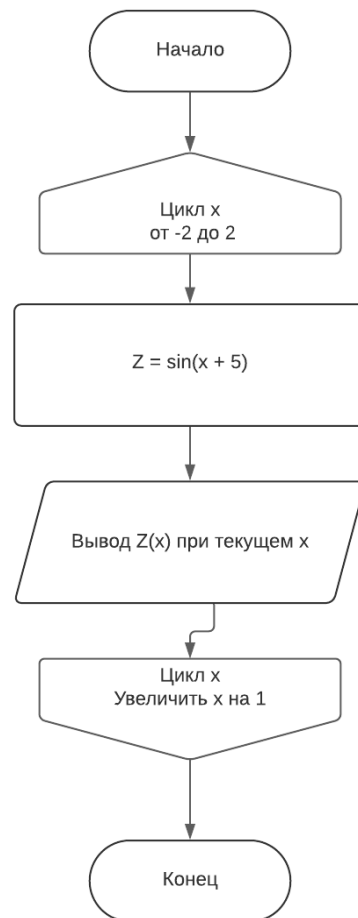 Начало
Цикл x
от -2 до 2
Z = sin(x + 5)
Вывод Z(x) при текущем x
Цикл x
Увеличить x на 1
Конец